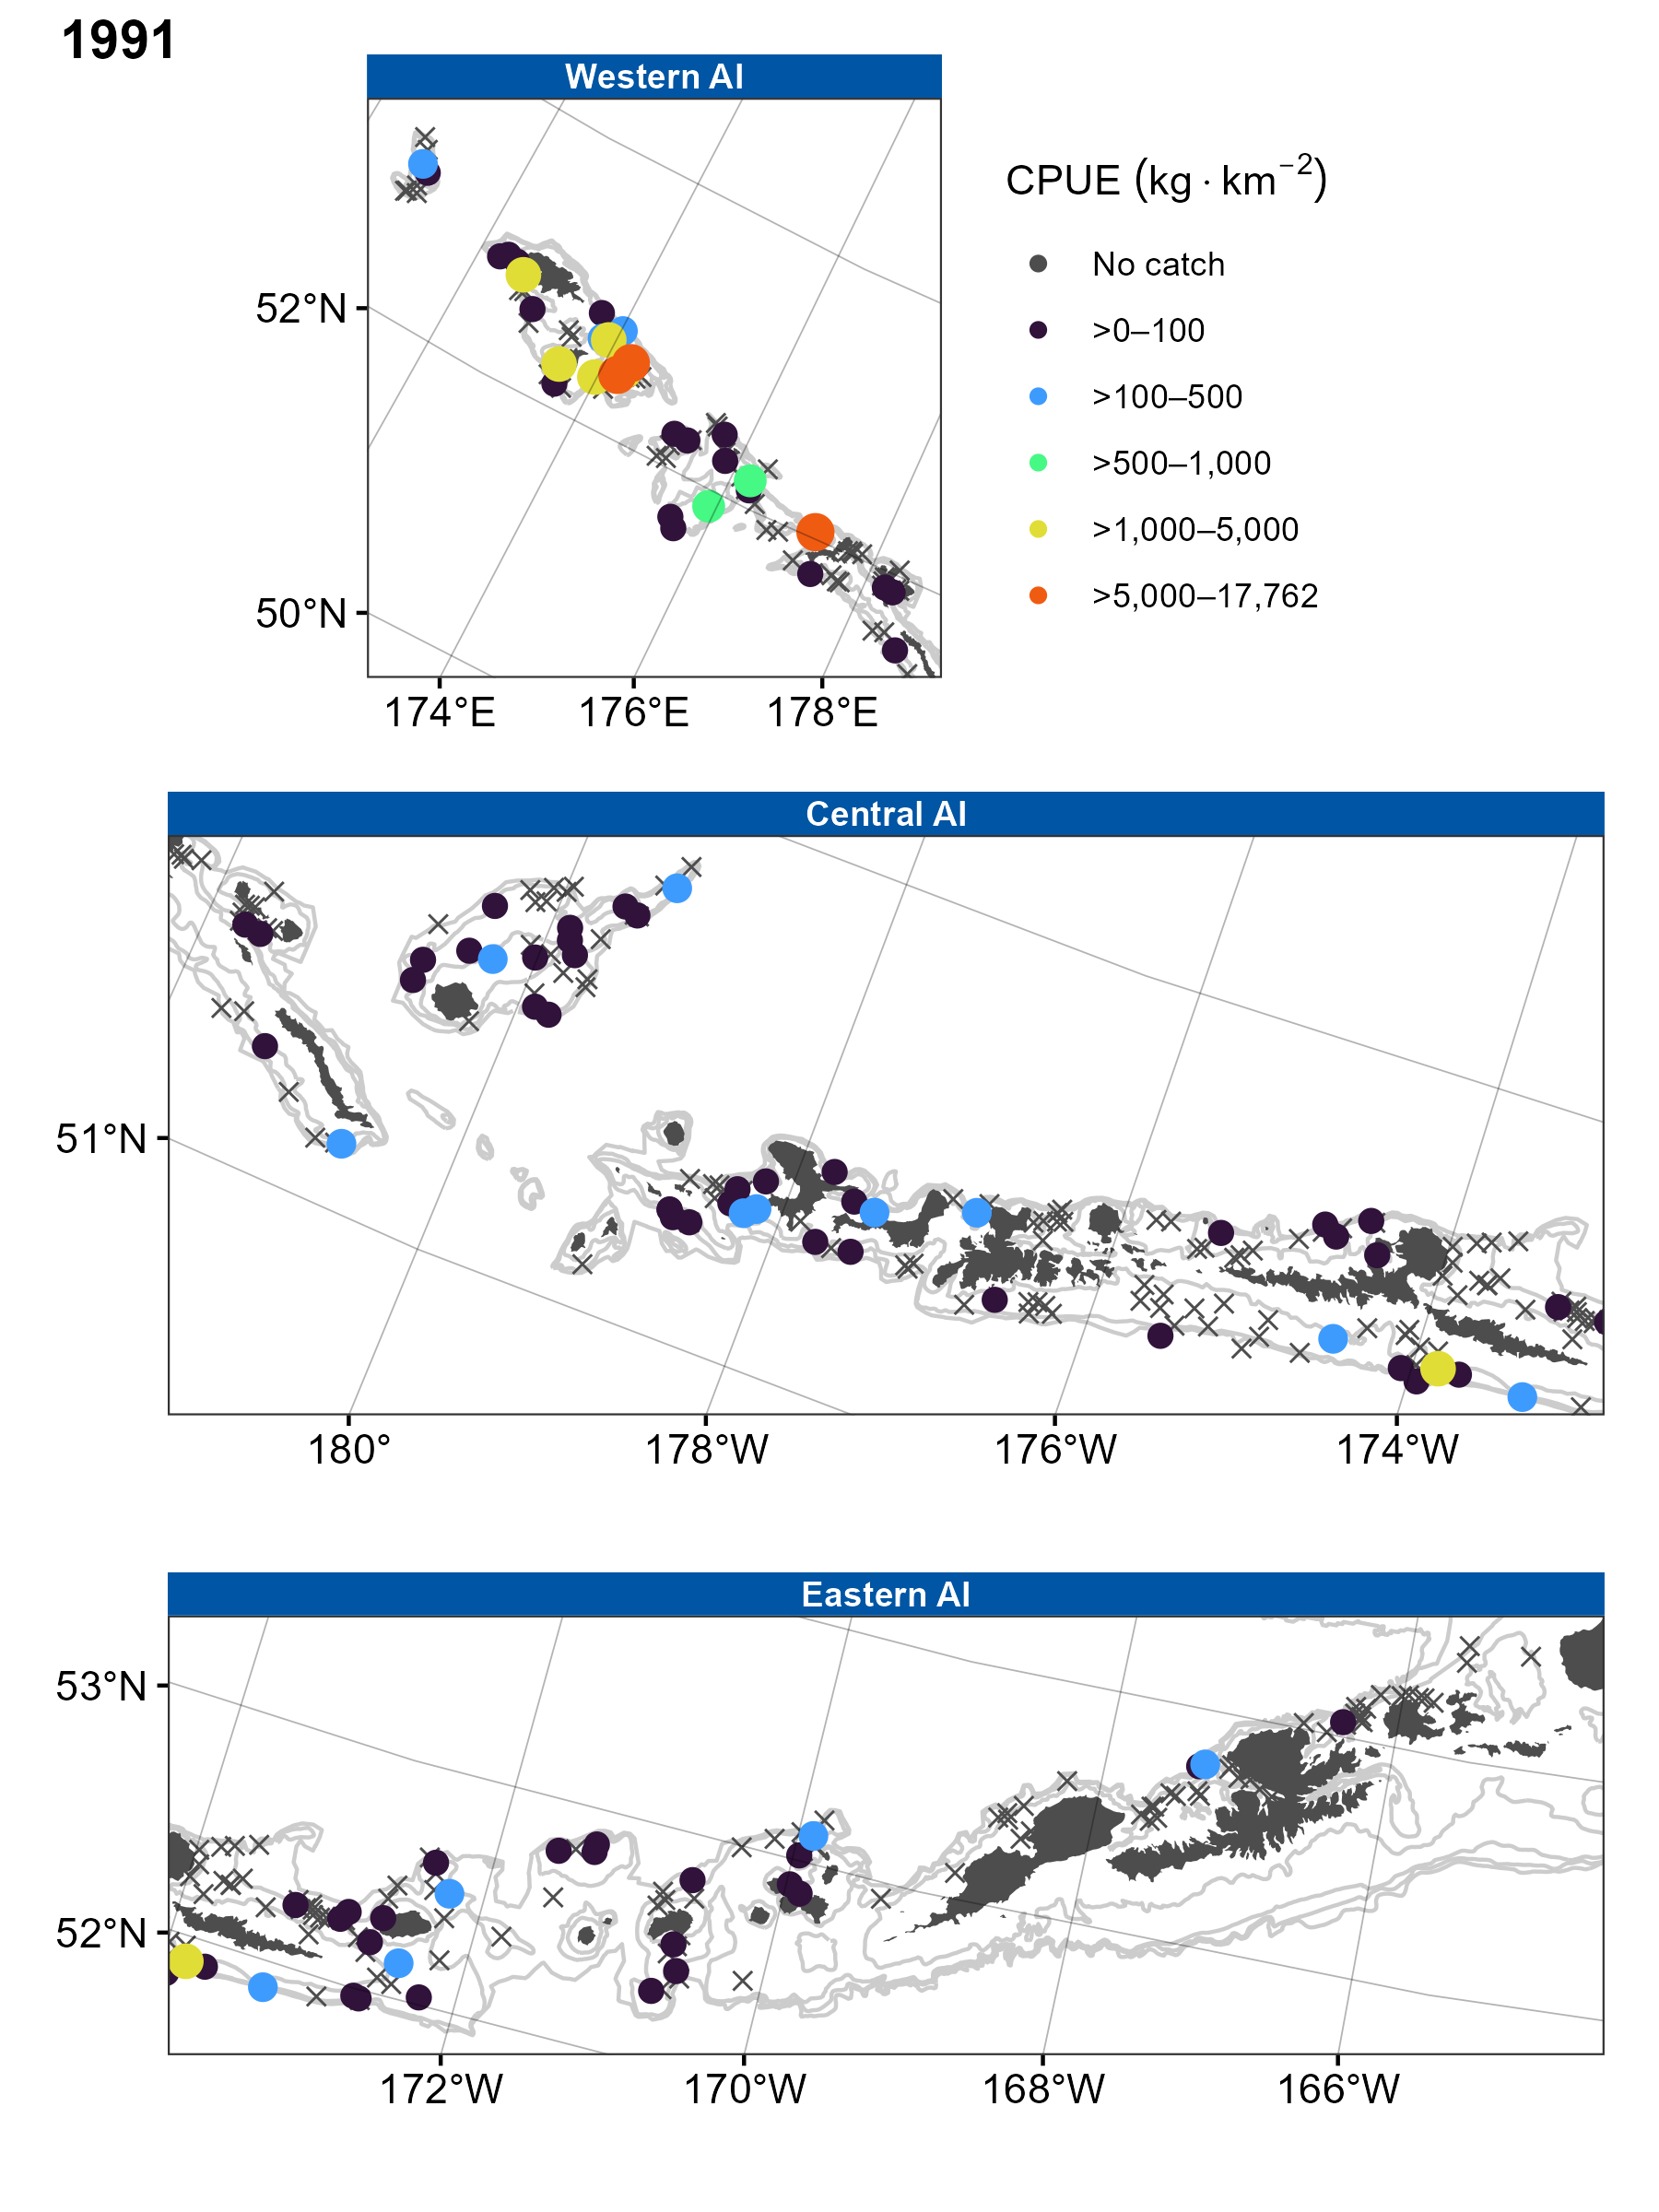 1991
Western AI
52°N
50°N
174°E 176°E 178°E
CPUE (kg · km⁻²)
No catch
>0–100
>100–500
>500–1,000
>1,000–5,000
>5,000–17,762
Central AI
51°N
180° 178°W 176°W 174°W
Eastern AI
53°N
52°N
172°W 170°W 168°W 166°W